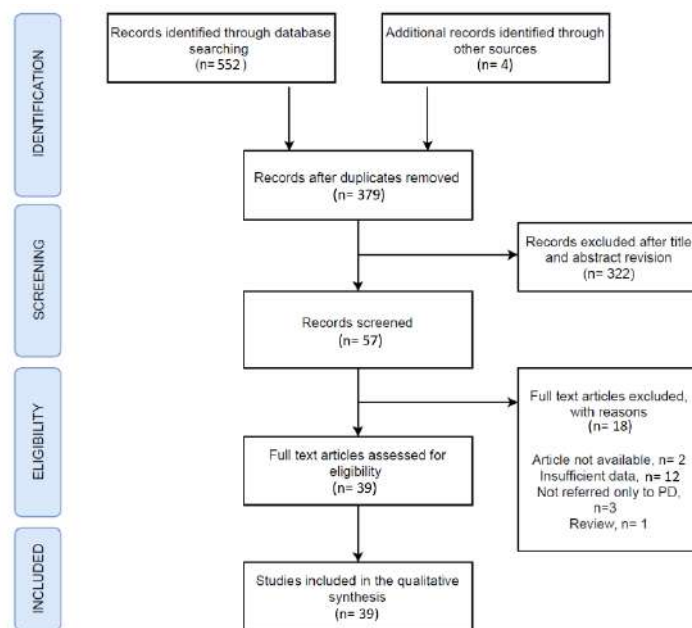 IDENTIFICATION
Records identified through database
searching
(n= 552 )
Additional records identified through
other sources
(n= 4)
Records after duplicates removed
(n= 379)
SCREENING
Records excluded after title
and abstract revision
(n= 322)
Records screened
(n= 57)
ELIGIBILITY
Full text articles excluded,
with reasons
(n= 18)
Article not available, n= 2
Insufficient data, n= 12
Not referred only to PD,
n=3
Review, n= 1
Full text articles assessed for
eligibility
(n= 39)
INCLUDED
Studies included in the qualitative
synthesis
(n= 39)